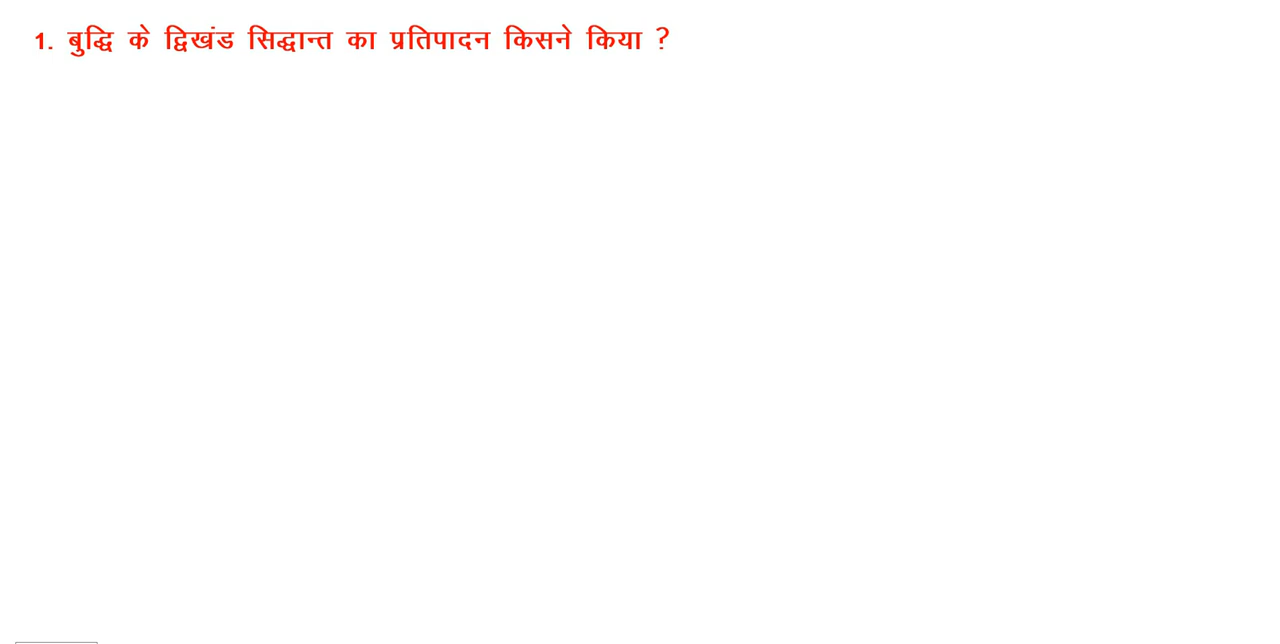 1. बुद्धि के द्विखंड सिद्धान्त का प्रतिपादन किसने किया ?